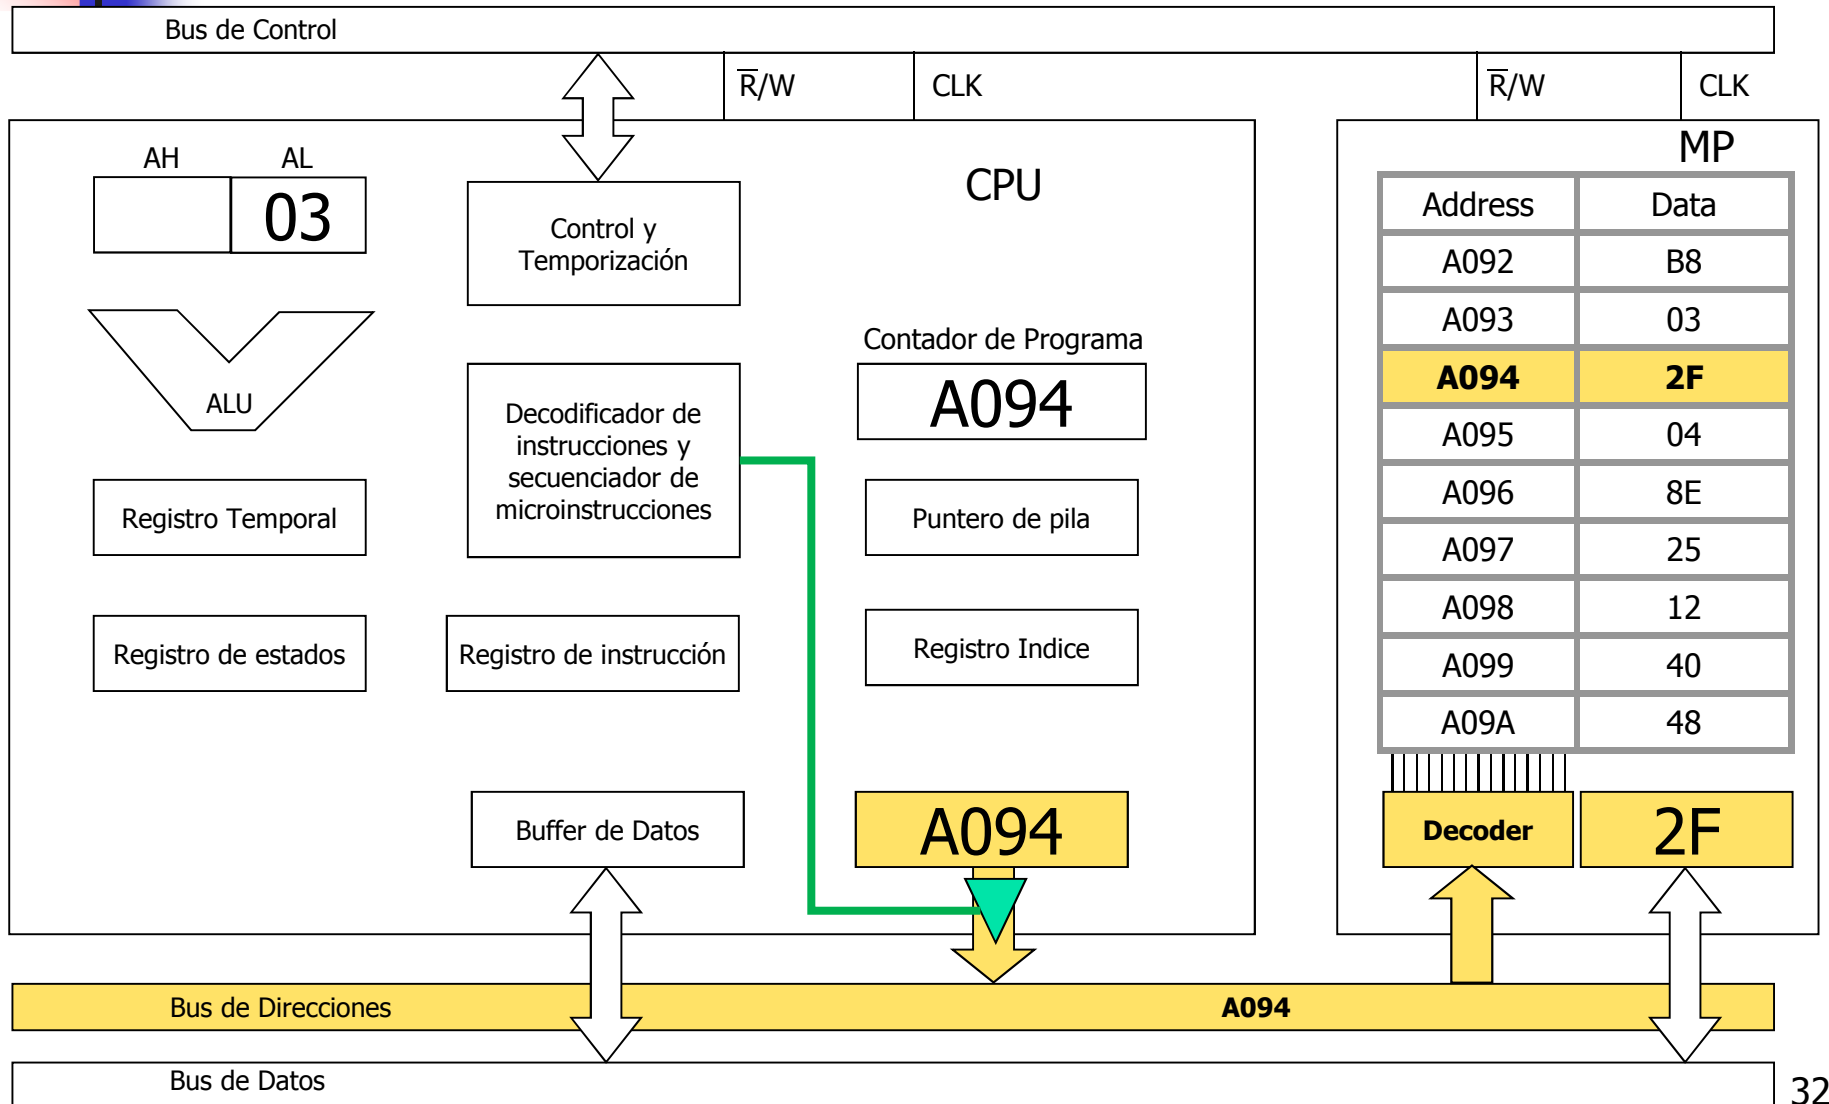 Bus de Control
R/W
CLK
R/W
CLK
AH
AL
03
Control y
Temporización
CPU
ALU
Decodificador de
instrucciones y
secuenciador de
microinstrucciones
Contador de Programa
A094
Registro Temporal
Puntero de pila
Registro de estados
Registro de instrucción
Registro Indice
Buffer de Datos
A094
MP
Address Data
A092 B8
A093 03
A094 2F
A095 04
A096 8E
A097 25
A098 12
A099 40
A09A 48
Decoder
2F
Bus de Direcciones
A094
Bus de Datos
32